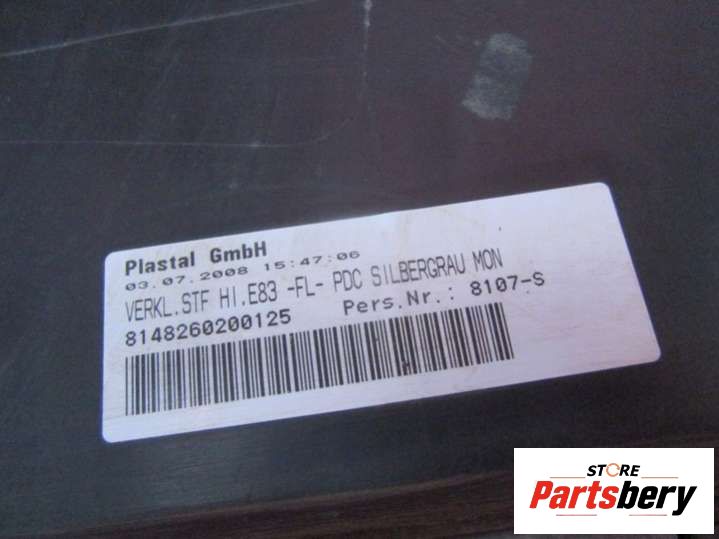 Plastal GmbH
03.07.2008 15:47:06
VERKL.STF HI.E83 -FL- PDC SILBERGRAU MON
8148260200125 Pers.Nr.: 8107-S
STORE
Partsbery